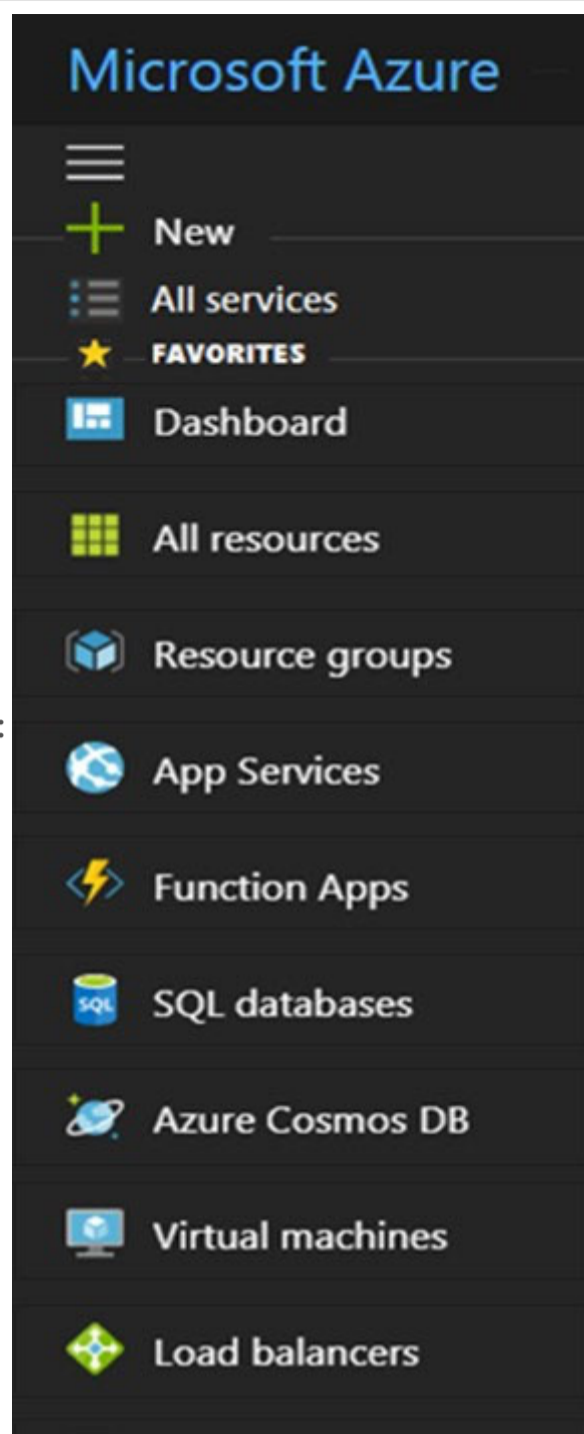 Microsoft Azure
New
All services
FAVORITES
Dashboard
All resources
Resource groups
App Services
Function Apps
SQL databases
Azure Cosmos DB
Virtual machines
Load balancers